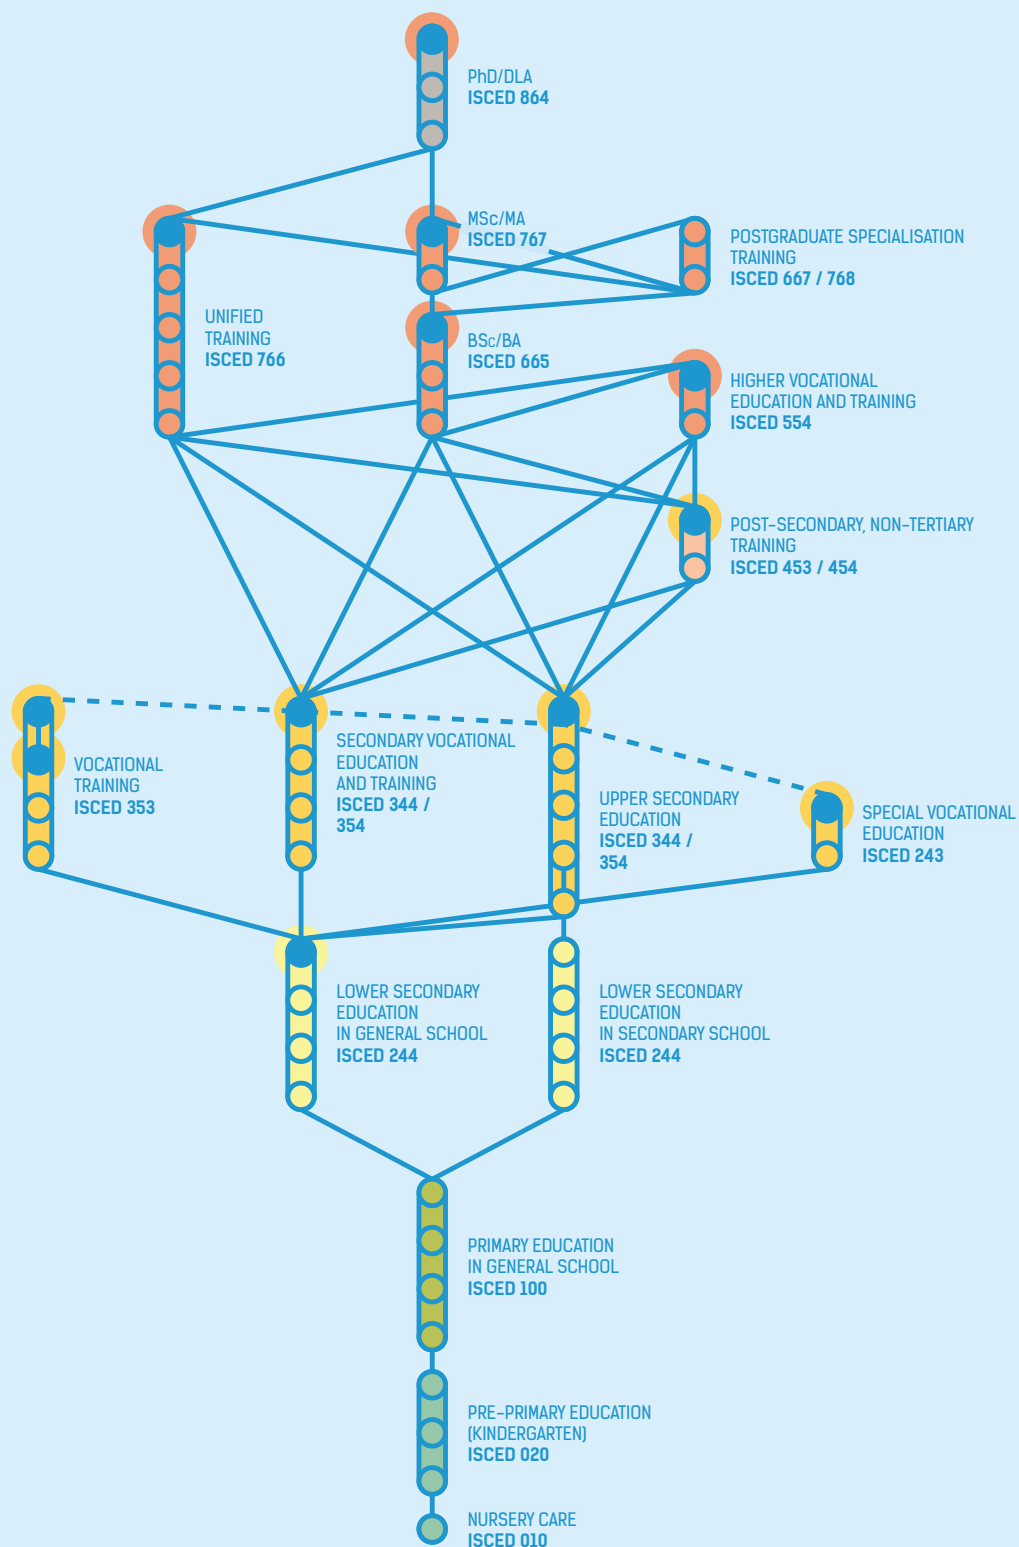 PhD/DLA
ISCED 864
MSc/MA
ISCED 767
POSTGRADUATE SPECIALISATION
TRAINING
ISCED 667 / 768
UNIFIED
TRAINING
ISCED 766
BSc/BA
ISCED 665
HIGHER VOCATIONAL
EDUCATION AND TRAINING
ISCED 554
POST-SECONDARY, NON-TERTIARY
TRAINING
ISCED 453 / 454
VOCATIONAL
TRAINING
ISCED 353
SECONDARY VOCATIONAL
EDUCATION
AND TRAINING
ISCED 344 /
354
UPPER SECONDARY
EDUCATION
ISCED 344 /
354
SPECIAL VOCATIONAL
EDUCATION
ISCED 243
LOWER SECONDARY
EDUCATION
IN GENERAL SCHOOL
ISCED 244
LOWER SECONDARY
EDUCATION
IN SECONDARY SCHOOL
ISCED 244
PRIMARY EDUCATION
IN GENERAL SCHOOL
ISCED 100
PRE-PRIMARY EDUCATION
(KINDERGARTEN)
ISCED 020
NURSERY CARE
ISCED 010